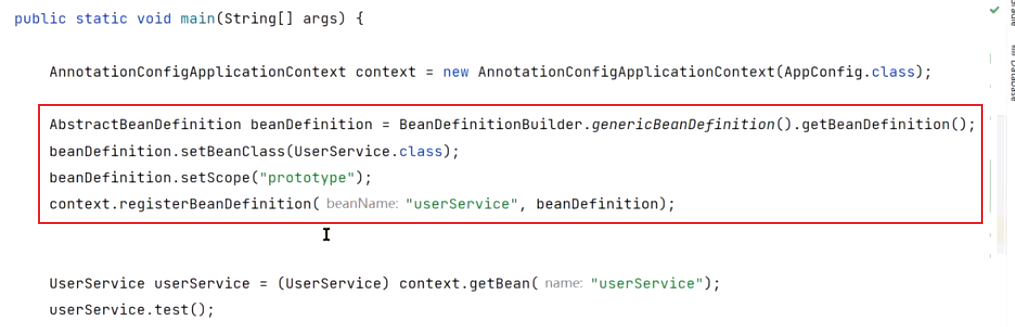 public static void main(String[] args) {
AnnotationConfigApplicationContext context = new AnnotationConfigApplicationContext(AppConfig.class);
AbstractBeanDefinition beanDefinition = BeanDefinitionBuilder.genericBeanDefinition().getBeanDefinition();
beanDefinition.setBeanClass(UserService.class);
beanDefinition.setScope("prototype");
context.registerBeanDefinition( beanName: "userService", beanDefinition);
UserService userService = (UserService) context.getBean( name: "userService");
userService.test();